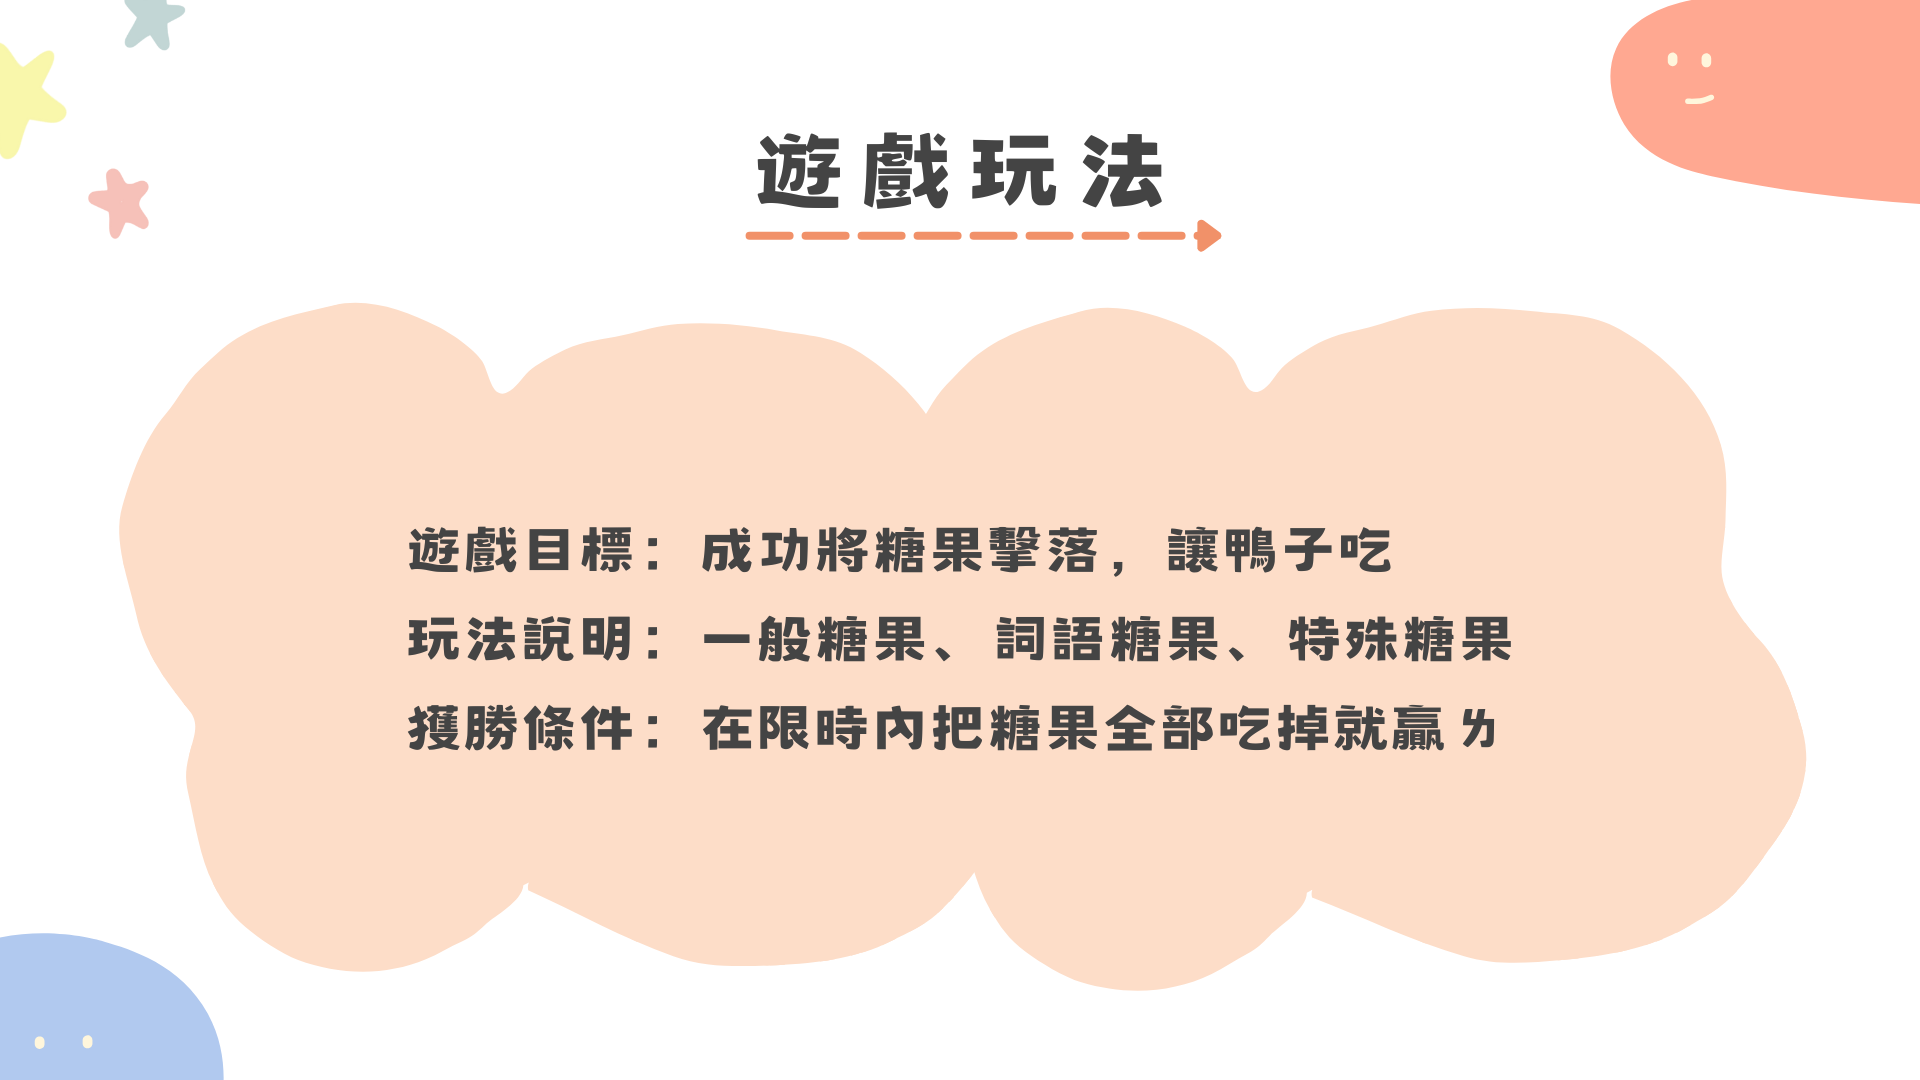 遊戲玩法
遊戲目標：成功將糖果擊落，讓鴨子吃
玩法說明：一般糖果、詞語糖果、特殊糖果
獲勝條件：在限時內把糖果全部吃掉就贏ㄌ